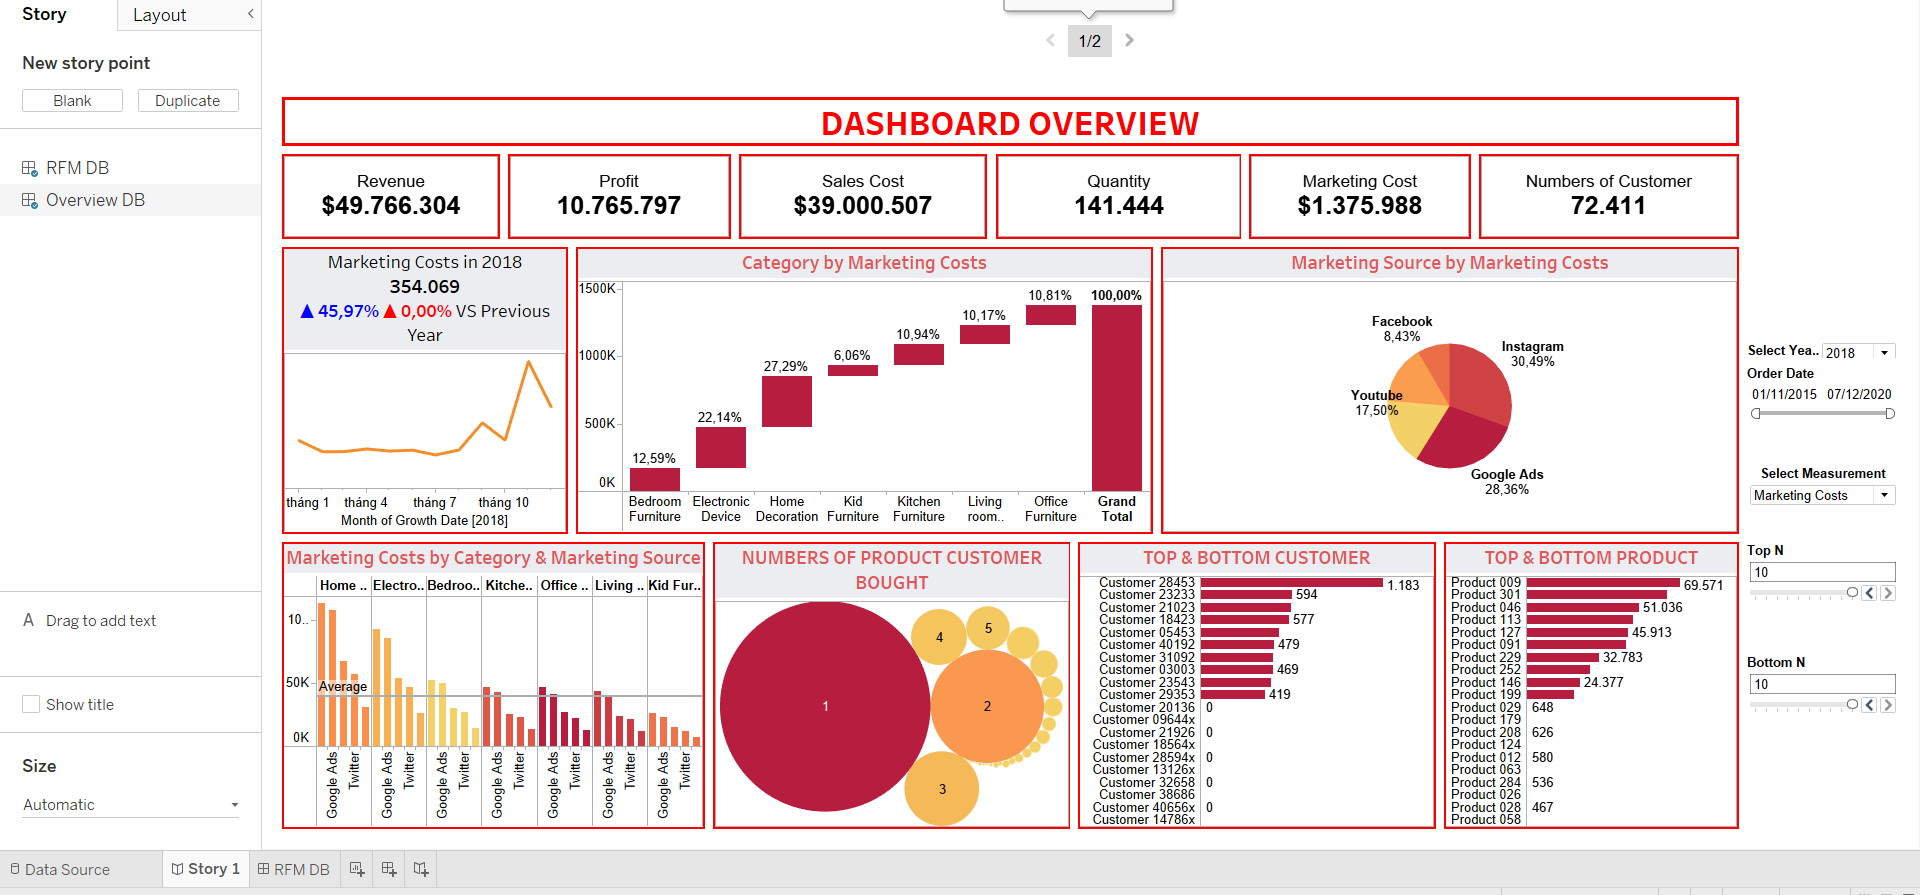 Story
Layout
New story point
Blank
Duplicate
RFM DB
Overview DB
A Drag to add text
Show title
Size
Automatic
1/2
DASHBOARD OVERVIEW
Revenue
$49.766.304
Profit
10.765.797
Sales Cost
$39.000.507
Quantity
141.444
Marketing Cost
$1.375.988
Numbers of Customer
72.411
Marketing Costs in 2018
354.069
▲ 45,97% ▲ 0,00% VS Previous
Year
tháng 1 tháng 4 tháng 7 tháng 10
Month of Growth Date [2018]
Category by Marketing Costs
1500K
1000K
500K
0K
12,59%
22,14%
27,29%
6,06%
10,94%
10,17%
10,81%
100,00%
Bedroom
Furniture
Electronic
Device
Home
Decoration
Kid
Furniture
Kitchen
Furniture
Living
room..
Office
Furniture
Grand
Total
Marketing Source by Marketing Costs
Facebook
8,43%
Instagram
30,49%
Youtube
17,50%
Google Ads
28,36%
Select Yea..
2018
Order Date
01/11/2015 07/12/2020
Select Measurement
Marketing Costs
Top N
10
Bottom N
10
Marketing Costs by Category & Marketing Source
Home .. Electro.. Bedroo.. Kitche.. Office .. Living .. Kid Fur..
10..
50K
0K
Average
Google Ads
Twitter
Google Ads
Twitter
Google Ads
Twitter
Google Ads
Twitter
Google Ads
Twitter
Google Ads
Twitter
Google Ads
Twitter
NUMBERS OF PRODUCT CUSTOMER
BOUGHT
1
2
3
4
5
TOP & BOTTOM CUSTOMER
Customer 28453 1.183
Customer 23233 594
Customer 21023
Customer 18423 577
Customer 05453
Customer 40192 479
Customer 31092
Customer 03003 469
Customer 23543
Customer 29353 419
Customer 20136 0
Customer 09644x
Customer 21926 0
Customer 18564x
Customer 28594x 0
Customer 13126x
Customer 32658 0
Customer 38686
Customer 40656x 0
Customer 14786x
TOP & BOTTOM PRODUCT
Product 009 69.571
Product 301
Product 046 51.036
Product 113
Product 127 45.913
Product 091
Product 229 32.783
Product 252
Product 146 24.377
Product 199
Product 029 648
Product 179
Product 208 626
Product 124
Product 012 580
Product 063
Product 284 536
Product 026
Product 028 467
Product 058
Data Source
Story 1
RFM DB